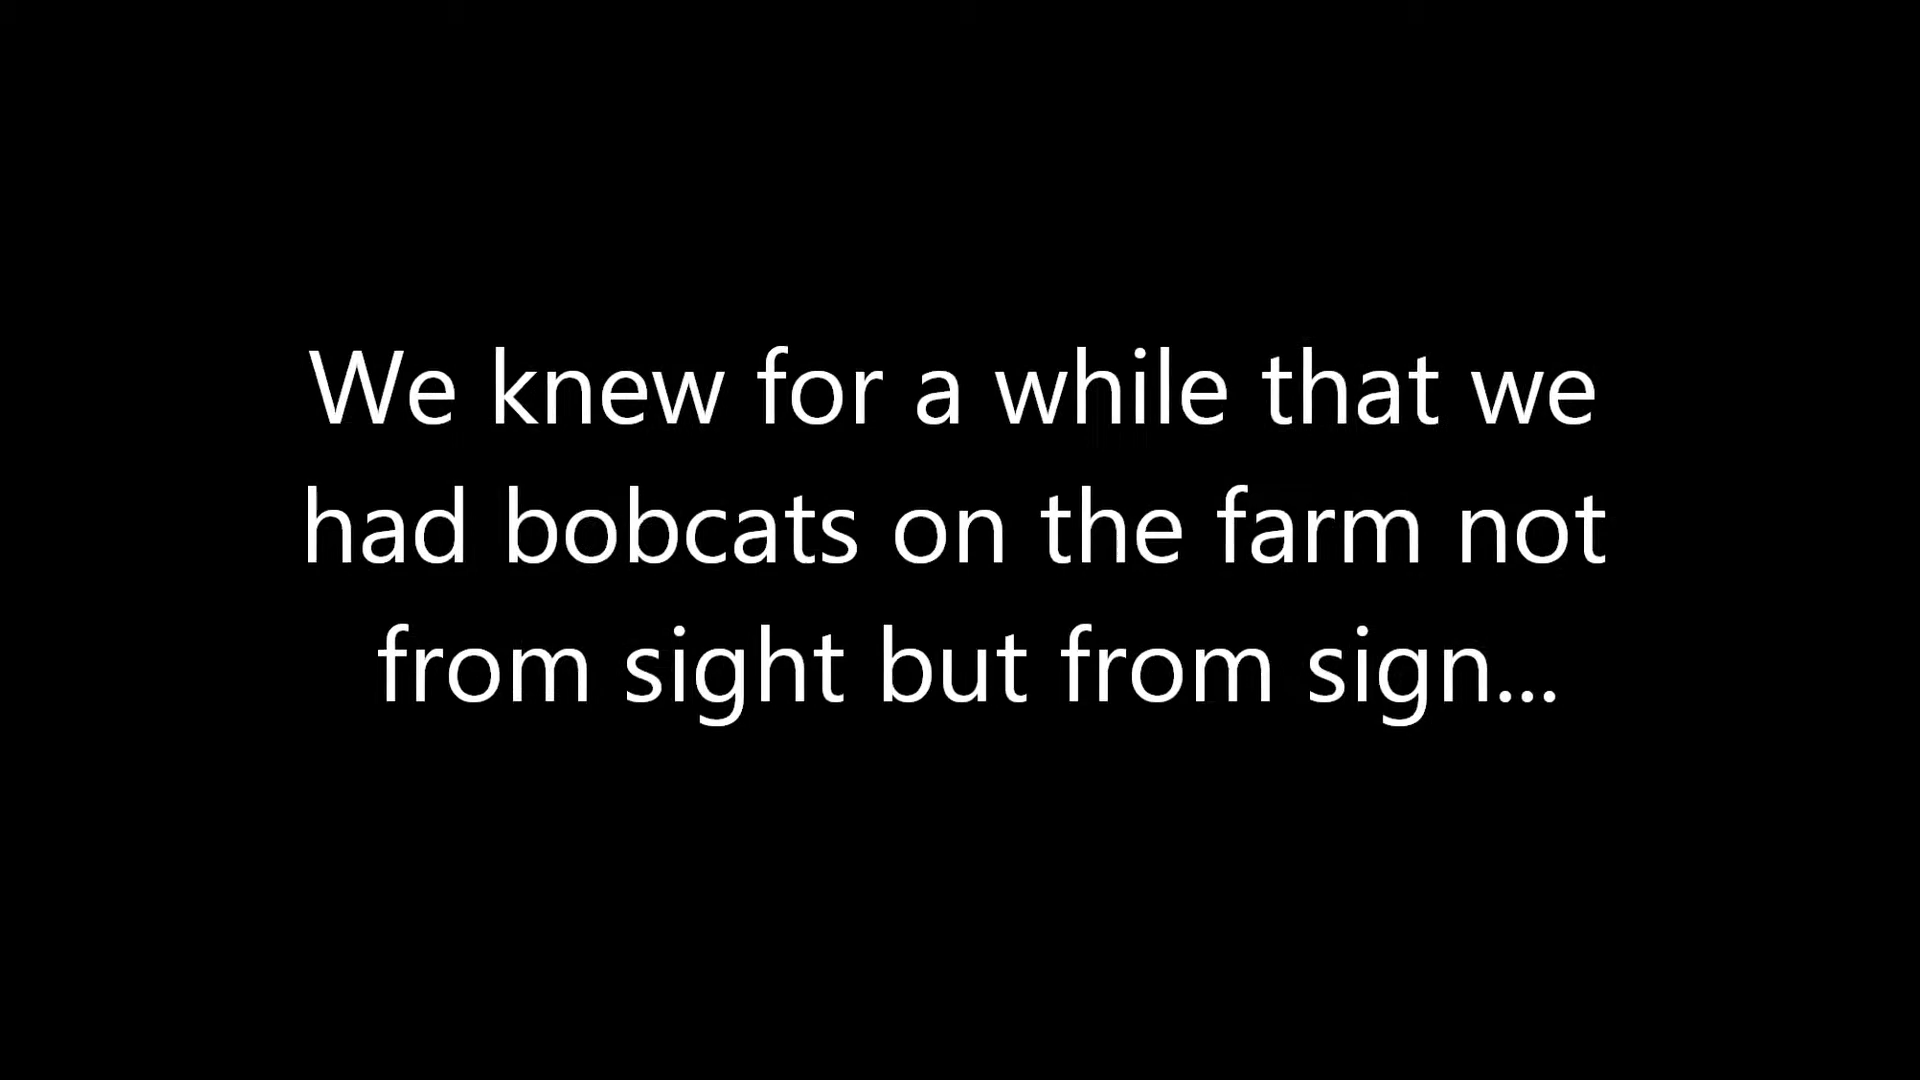 We knew for a while that we
had bobcats on the farm not
from sight but from sign...